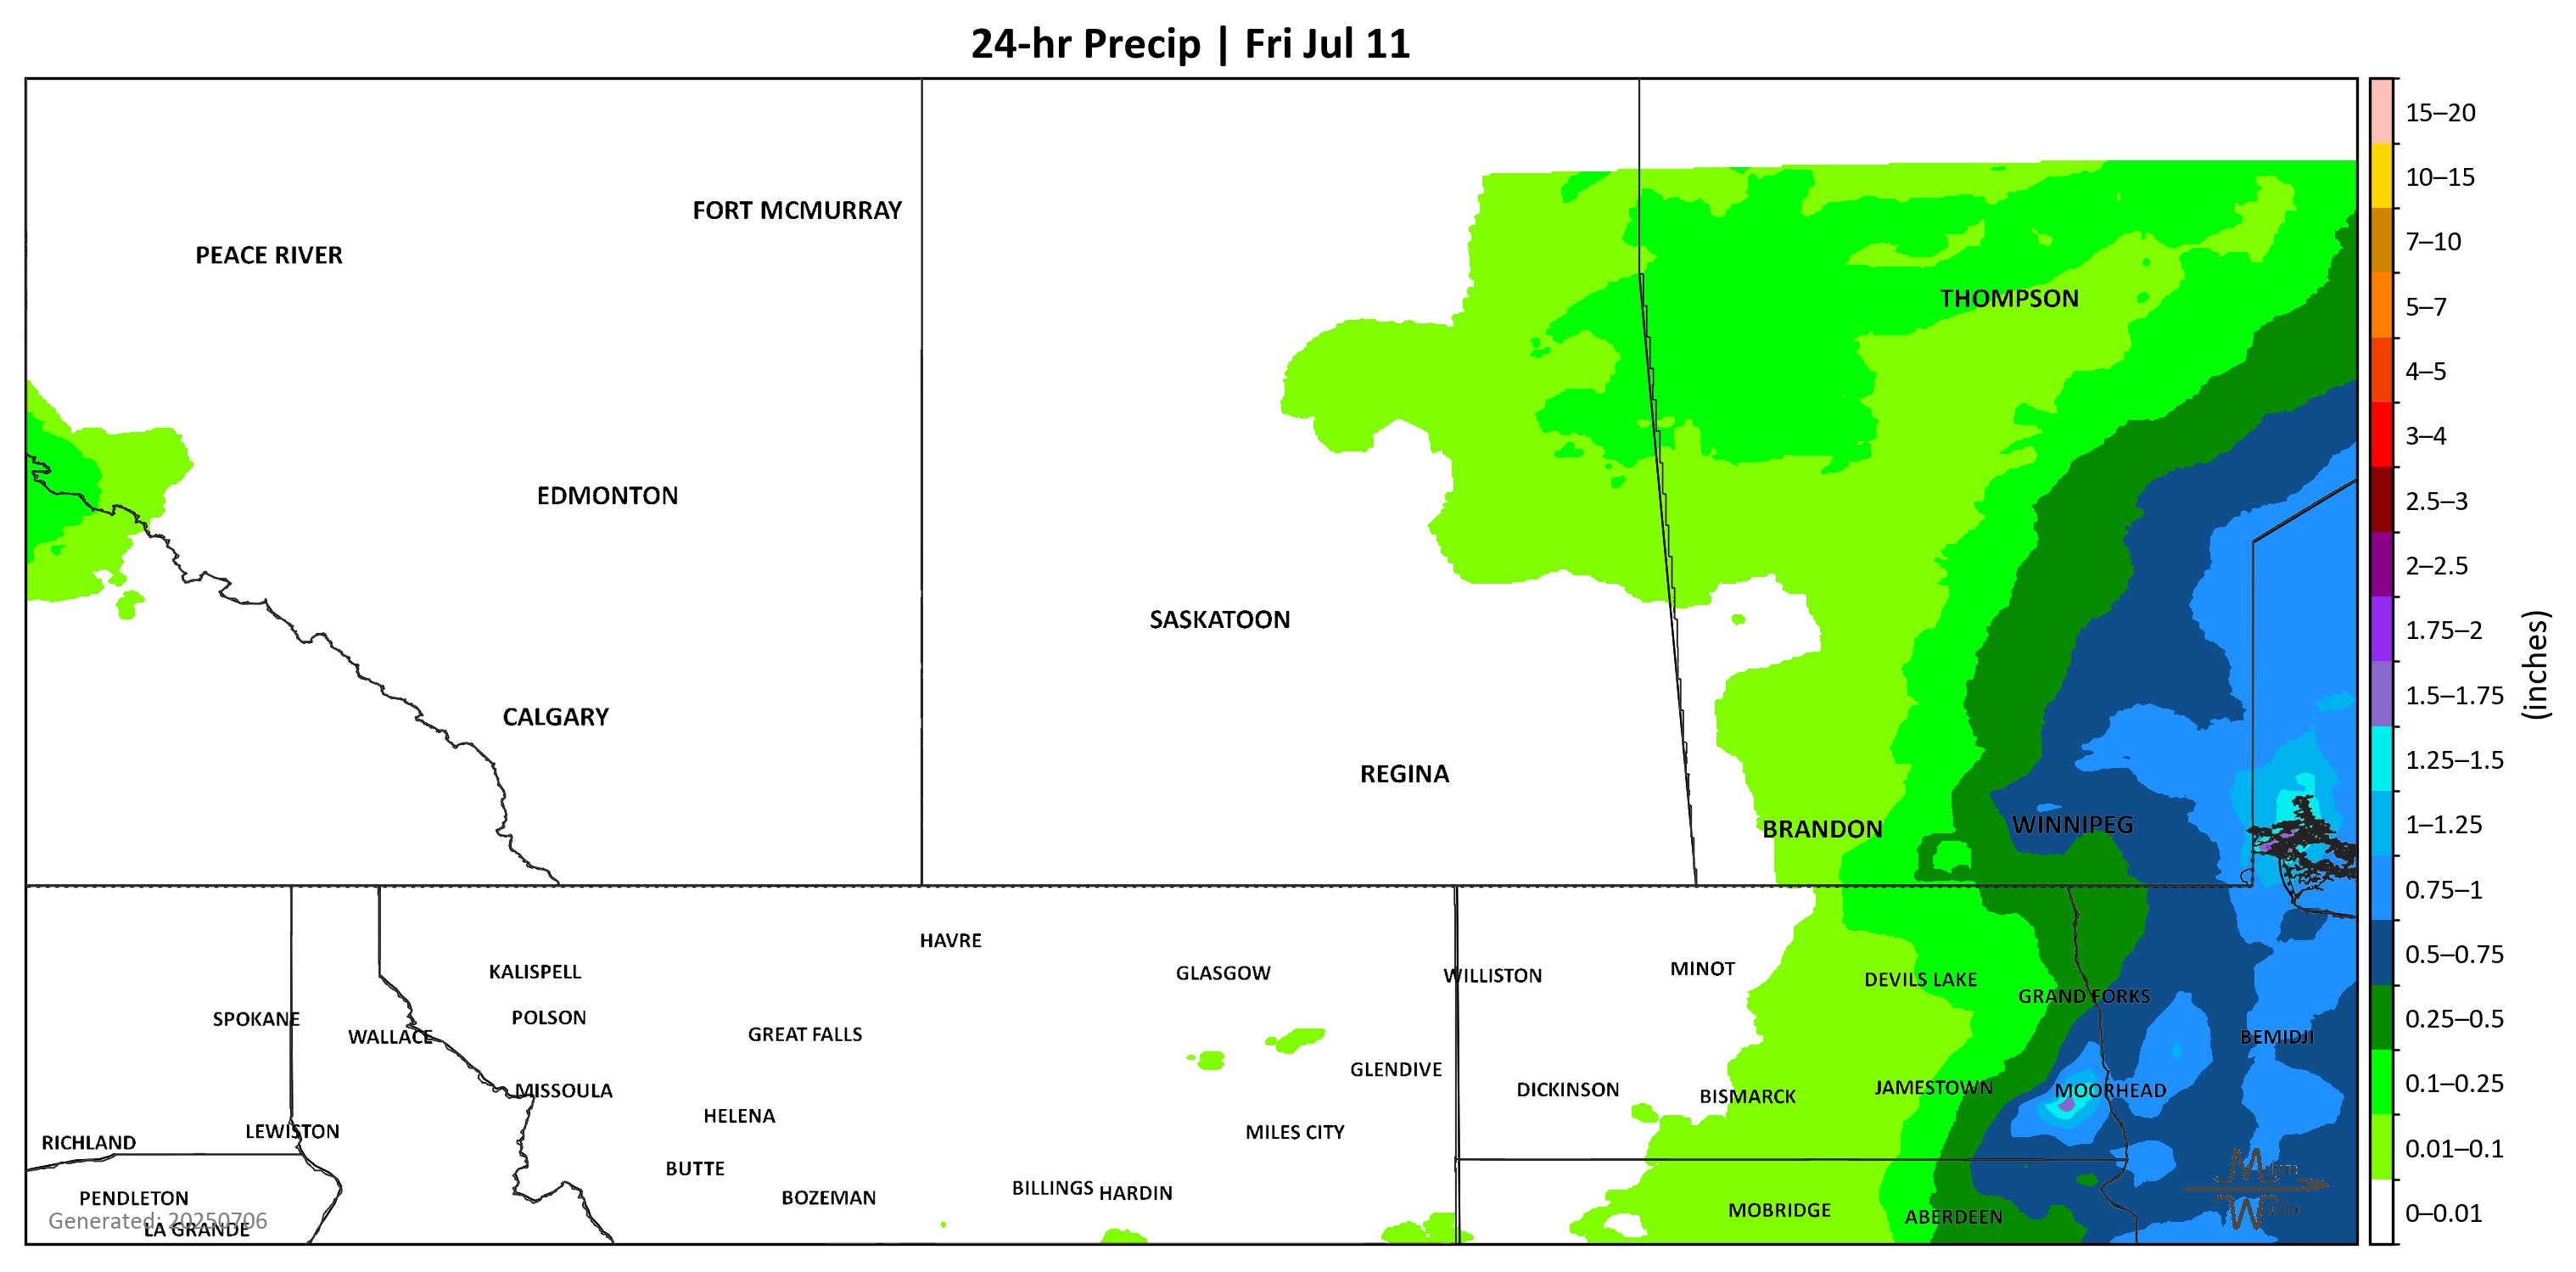 24-hr Precip | Fri Jul 11
FORT MCMURRAY
PEACE RIVER
THOMPSON
EDMONTON
SASKATOON
CALGARY
REGINA
BRANDON
WINNIPEG
HAVRE
KALISPELL
GLASGOW
WILLISTON
MINOT
DEVILS LAKE
GRAND FORKS
SPOKANE
POLSON
WALLACE
GREAT FALLS
BEMIDJI
GLENDIVE
MISSOULA
DICKINSON
BISMARCK
JAMESTOWN
MOORHEAD
HELENA
LEWISTON
MILES CITY
RICHLAND
BUTTE
PENDLETON
BOZEMAN
BILLINGS
HARDIN
MOBRIDGE
ABERDEEN
Generated: 20250706
LA GRANDE
15–20
10–15
7–10
5–7
4–5
3–4
2.5–3
2–2.5
1.75–2
1.5–1.75
1.25–1.5
1–1.25
0.75–1
0.5–0.75
0.25–0.5
0.1–0.25
0.01–0.1
0–0.01
(inches)